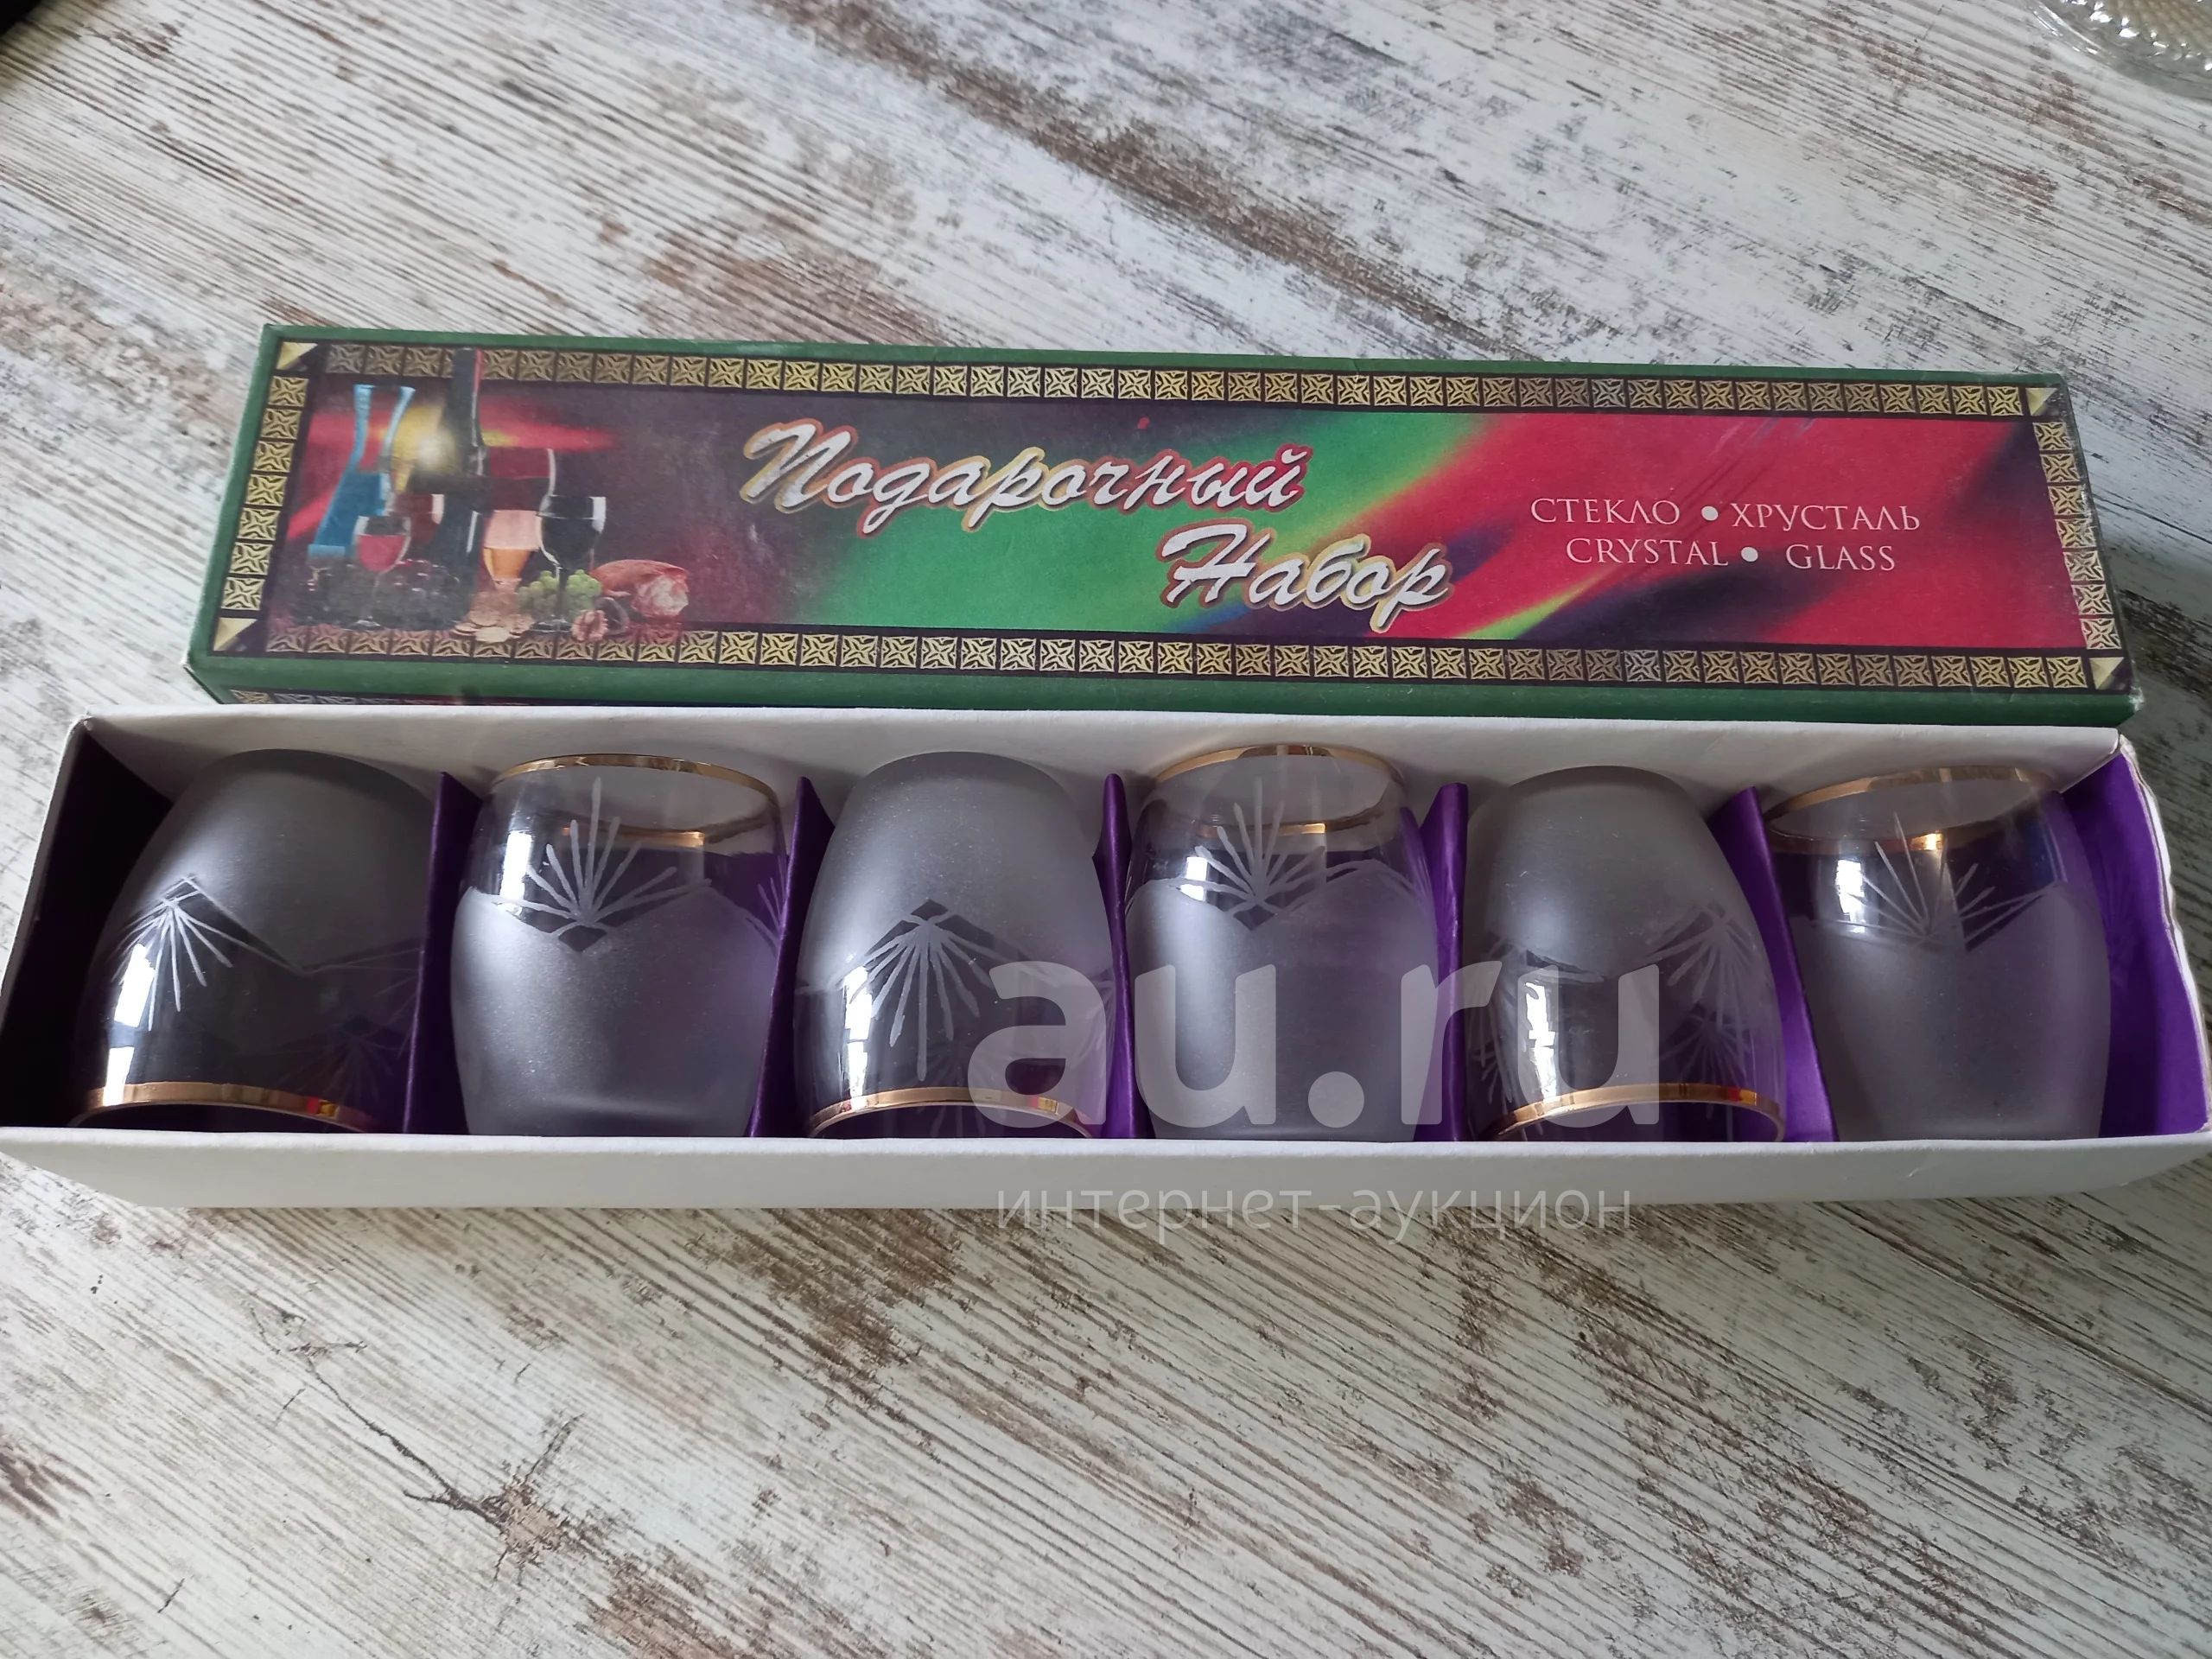 Подарочный
Набор
СТЕКЛО • ХРУСТАЛЬ
CRYSTAL • GLASS
au.ru
интернет-аукцион